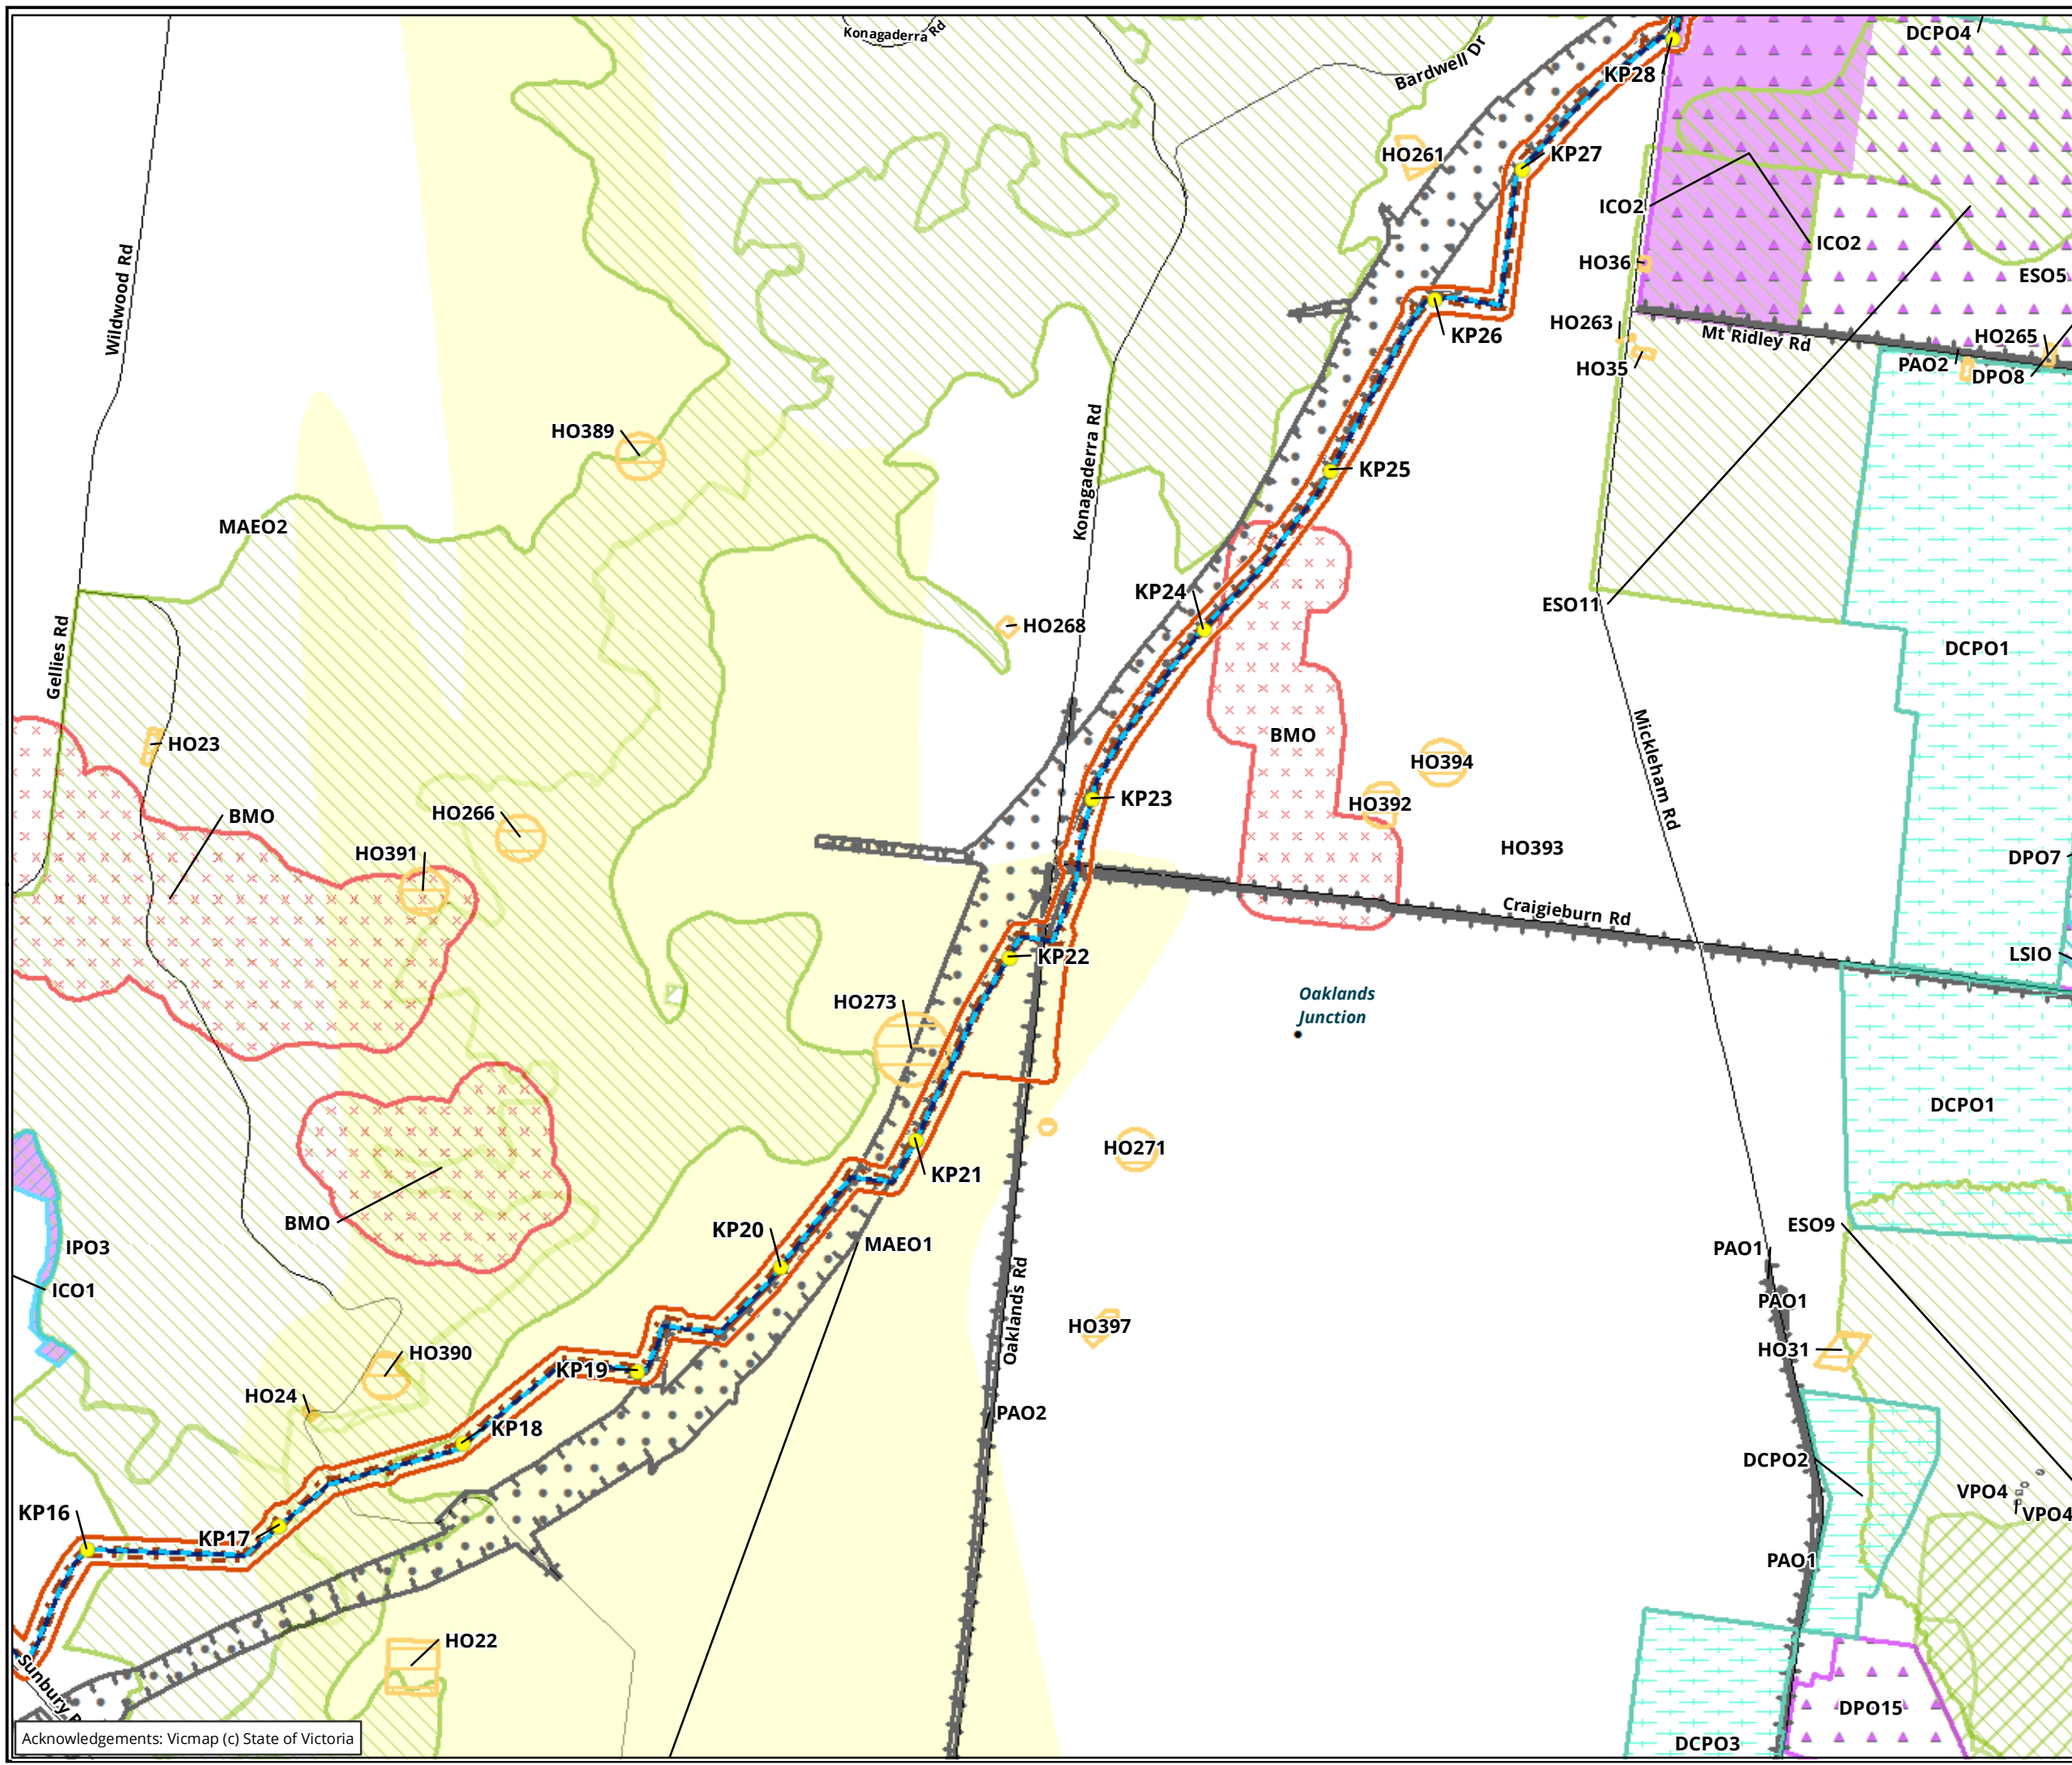 Konagaderra Rd
DCPO4
Bardwell Dr
KP28
HO261
KP27
ICO2
ICO2
Wildwood Rd
HO36
ESO5
HO263
Mt Ridley Rd
HO265
KP26
HO35
PAO2
DPO8
HO389
Konagaderra Rd
KP25
MAEO2
KP24
ESO11
HO268
DCPO1
Gellies Rd
HO23
BMO
HO394
Mickleham Rd
KP23
HO392
BMO
HO266
HO391
HO393
DPO7
Craigieburn Rd
KP22
LSIO
HO273
Oaklands
Junction
DCPO1
HO271
KP21
BMO
KP20
MAEO1
ESO9
IPO3
PAO1
ICO1
PAO1
Oaklands Rd
HO397
HO390
KP19
HO31
HO24
KP18
PAO2
DCPO2
VPO4
VPO4
KP16
KP17
PAO1
HO22
Sunbury
DPO15
Acknowledgements: Vicmap (c) State of Victoria
DCPO3